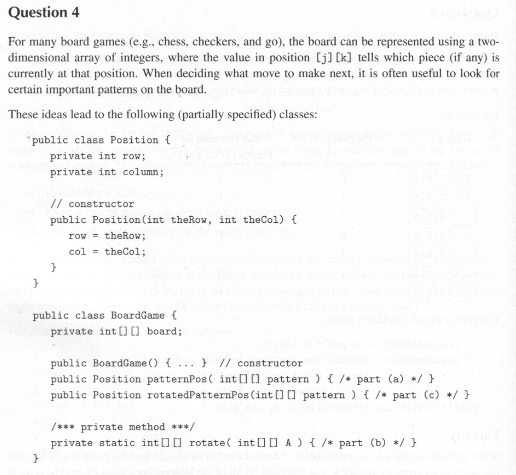 Question 4
For many board games (e.g., chess, checkers, and go), the board can be represented using a two-
dimensional array of integers, where the value in position [j][k] tells which piece (if any) is
currently at that position. When deciding what move to make next, it is often useful to look for
certain important patterns on the board.
These ideas lead to the following (partially specified) classes:
public class Position {
private int row;
private int column;
// constructor
public Position(int theRow, int theCol) {
row = theRow;
col = theCol;
}
}
public class BoardGame {
private int[][] board;
public BoardGame() { ... } // constructor
public Position patternPos( int[][] pattern ) { /* part (a) */ }
public Position rotatedPatternPos(int[][] pattern ) { /* part (c) */ }
/*** private method ***/
private static int[][] rotate( int[][] A ) { /* part (b) */ }
}